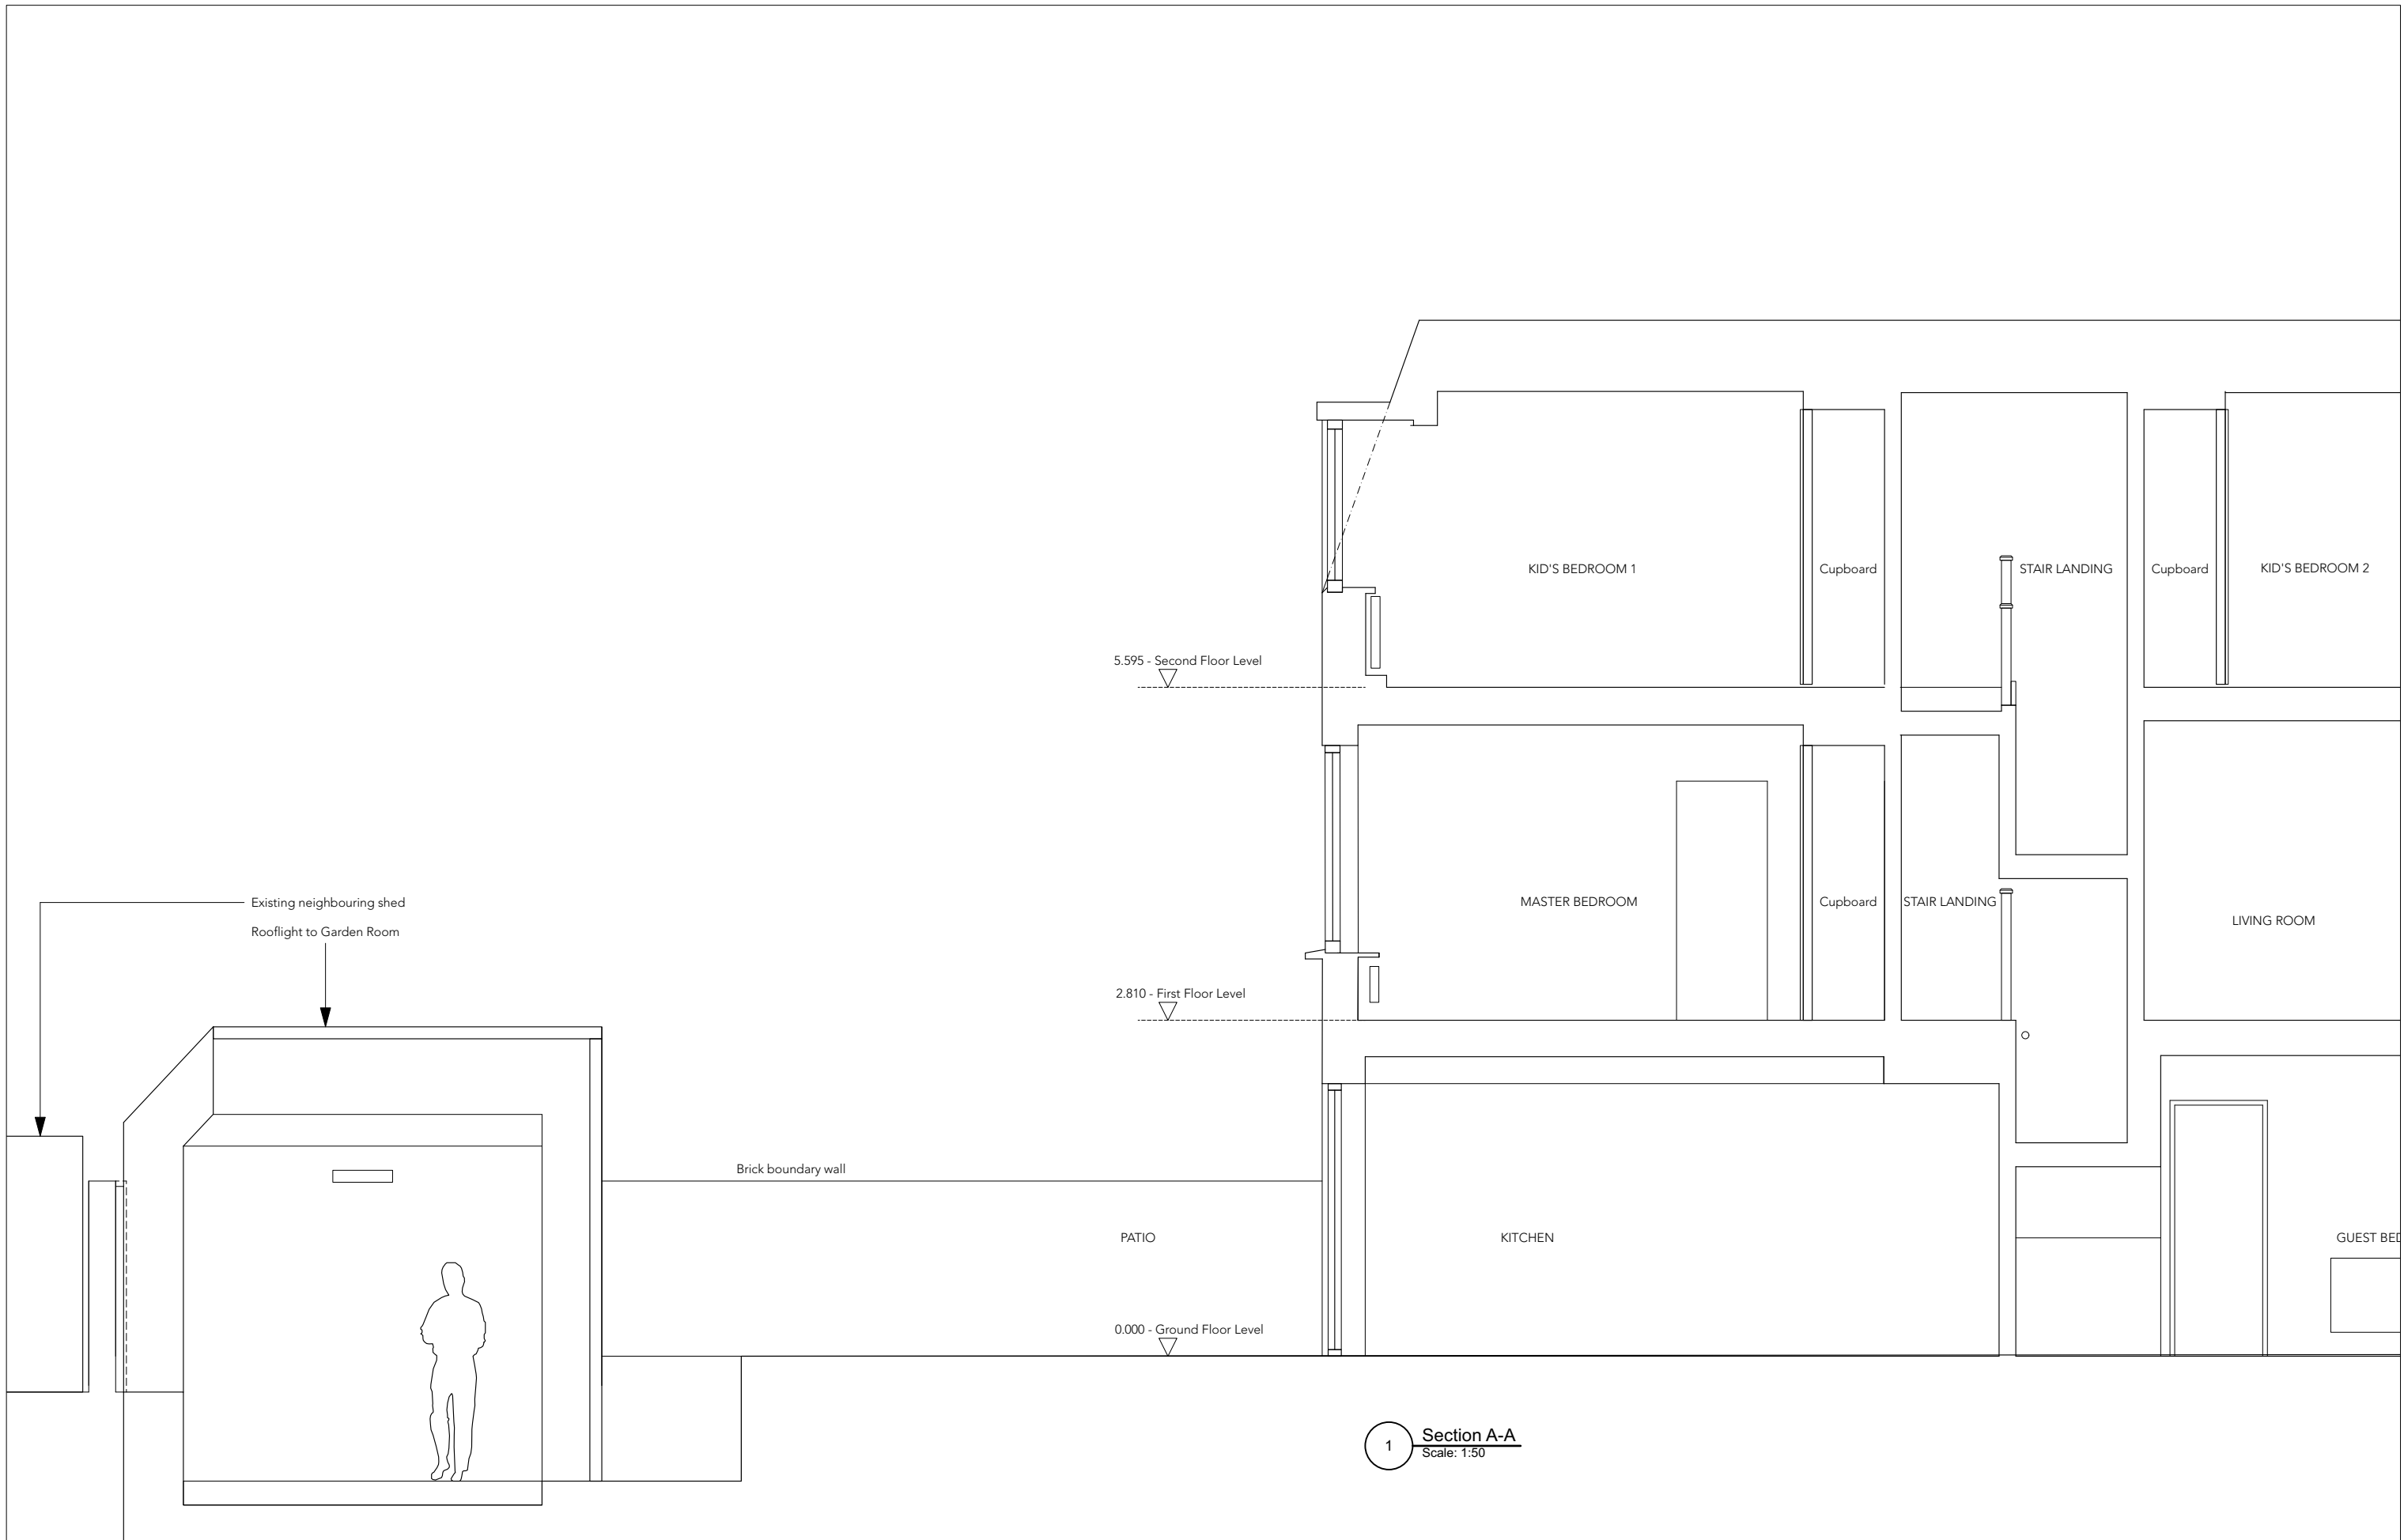 KID'S BEDROOM 1
Cupboard
STAIR LANDING
Cupboard
KID'S BEDROOM 2
5.595 - Second Floor Level
Existing neighbouring shed
Rooflight to Garden Room
MASTER BEDROOM
Cupboard
STAIR LANDING
LIVING ROOM
2.810 - First Floor Level
Brick boundary wall
PATIO
KITCHEN
GUEST BED
0.000 - Ground Floor Level
1
Section A-A
Scale: 1:50